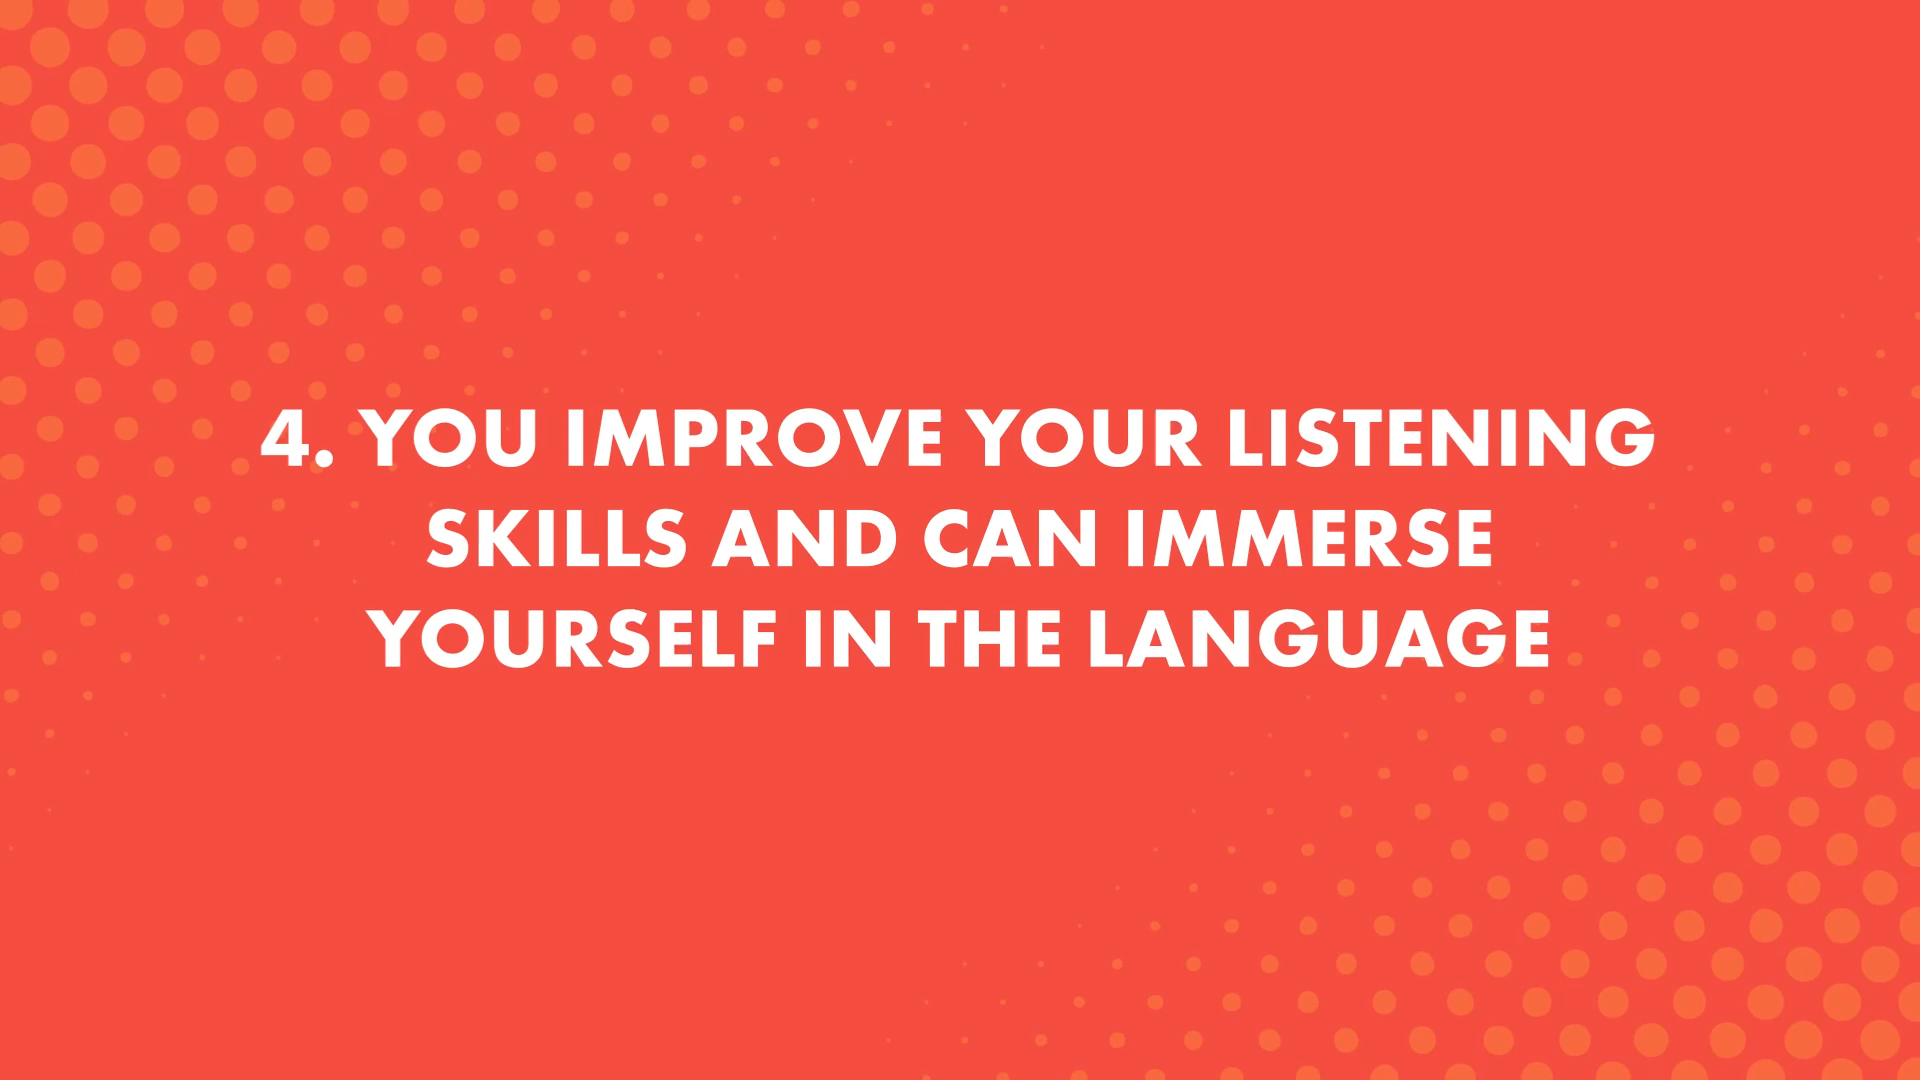 4. YOU IMPROVE YOUR LISTENING
SKILLS AND CAN IMMERSE
YOURSELF IN THE LANGUAGE